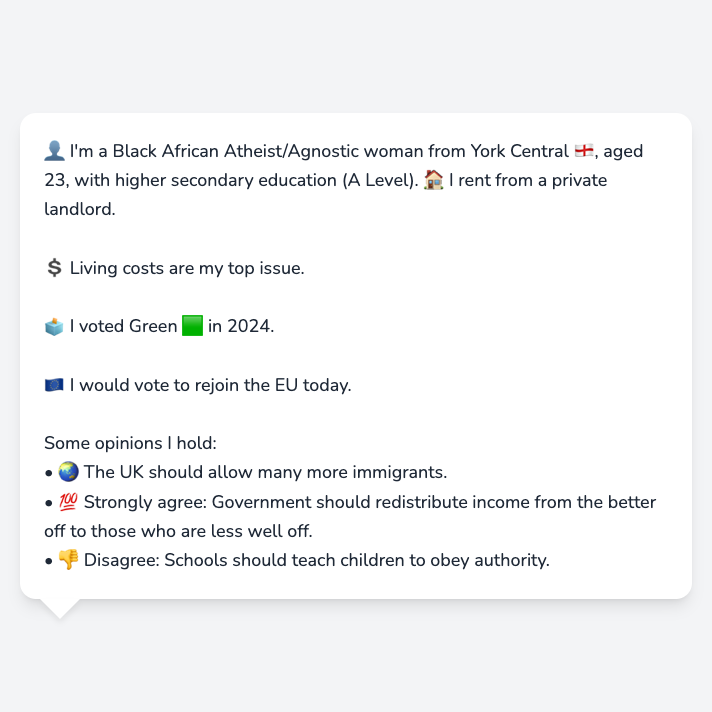 👤 I'm a Black African Atheist/Agnostic woman from York Central 🏴󠁧󠁢󠁥󠁮󠁧󠁿, aged
23, with higher secondary education (A Level). 🏠 I rent from a private
landlord.
💲 Living costs are my top issue.
🗳️ I voted Green 🟩 in 2024.
🇪🇺 I would vote to rejoin the EU today.
Some opinions I hold:
• 🌏 The UK should allow many more immigrants.
• 💯 Strongly agree: Government should redistribute income from the better
off to those who are less well off.
• 👎 Disagree: Schools should teach children to obey authority.